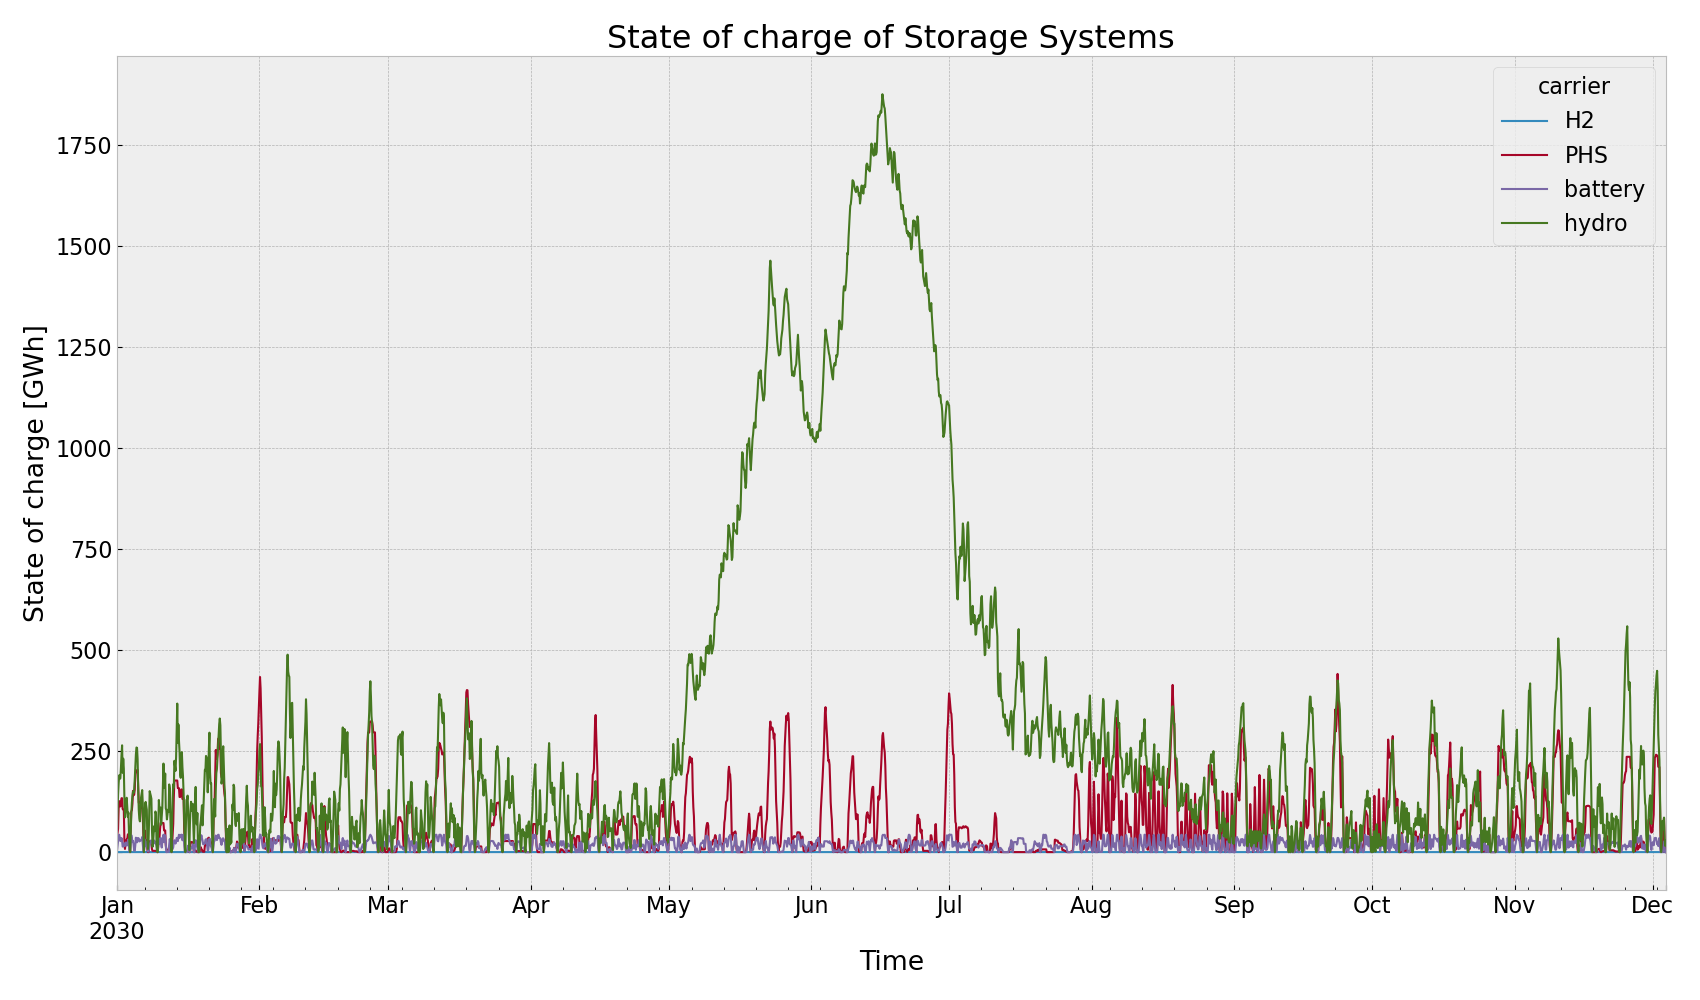 State of charge of Storage Systems
carrier
H2
PHS
battery
hydro
State of charge [GWh]
1750
1500
1250
1000
750
500
250
0
Jan Feb Mar Apr May Jun Jul Aug Sep Oct Nov Dec
2030
Time